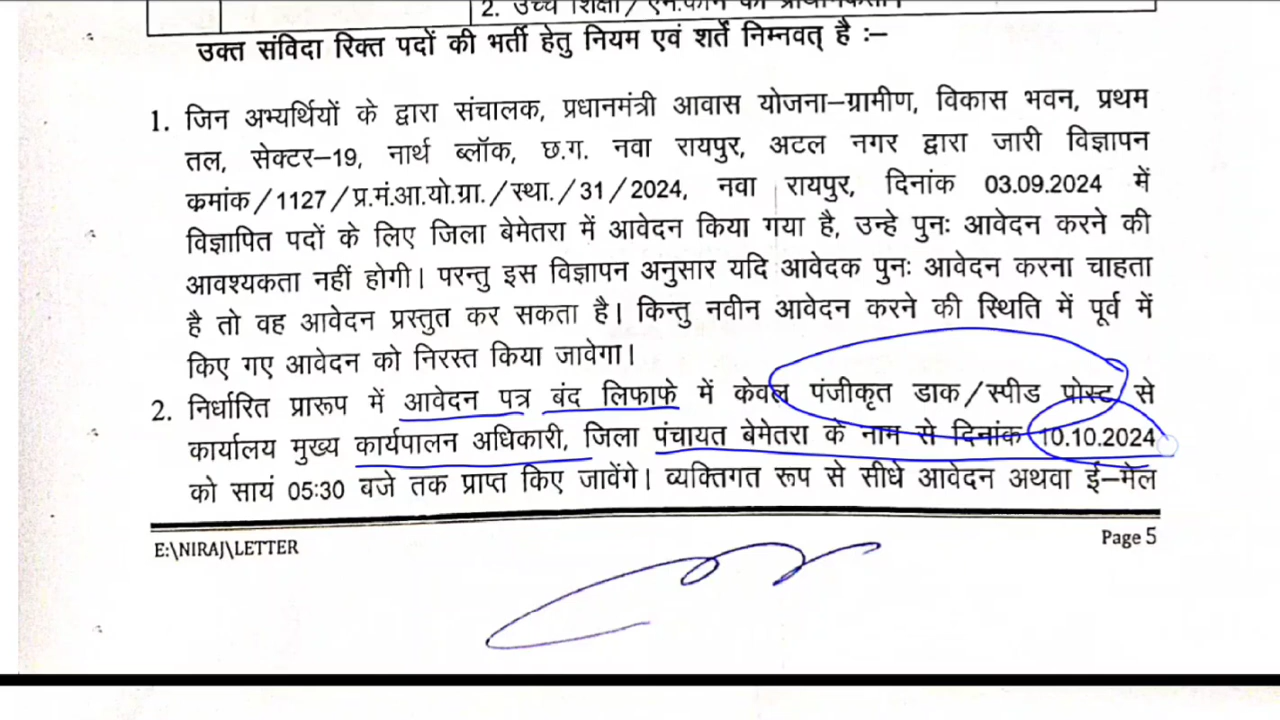 2. उच्च शिक्षा/एम.कॉम को प्राथमिकता।
उक्त संविदा रिक्त पदों की भर्ती हेतु नियम एवं शर्तें निम्नवत् है :–
1. जिन अभ्यर्थियों के द्वारा संचालक, प्रधानमंत्री आवास योजना–ग्रामीण, विकास भवन, प्रथम
तल, सेक्टर–19, नार्थ ब्लॉक, छ.ग. नवा रायपुर, अटल नगर द्वारा जारी विज्ञापन
कमांक/1127/प्र.मं.आ.यो.ग्रा./स्था./31/2024, नवा रायपुर, दिनांक 03.09.2024 में
विज्ञापित पदों के लिए जिला बेमेतरा में आवेदन किया गया है, उन्हे पुनः आवेदन करने की
आवश्यकता नहीं होगी। परन्तु इस विज्ञापन अनुसार यदि आवेदक पुनः आवेदन करना चाहता
है तो वह आवेदन प्रस्तुत कर सकता है। किन्तु नवीन आवेदन करने की स्थिति में पूर्व में
किए गए आवेदन को निरस्त किया जावेगा।
2. निर्धारित प्रारूप में आवेदन पत्र बंद लिफाफे में केवल पंजीकृत डाक/स्पीड पोस्ट से
कार्यालय मुख्य कार्यपालन अधिकारी, जिला पंचायत बेमेतरा के नाम से दिनांक 10.10.2024
को सायं 05:30 बजे तक प्राप्त किए जावेंगे। व्यक्तिगत रूप से सीधे आवेदन अथवा ई–मेल
E:\NIRAJ\LETTER
Page 5